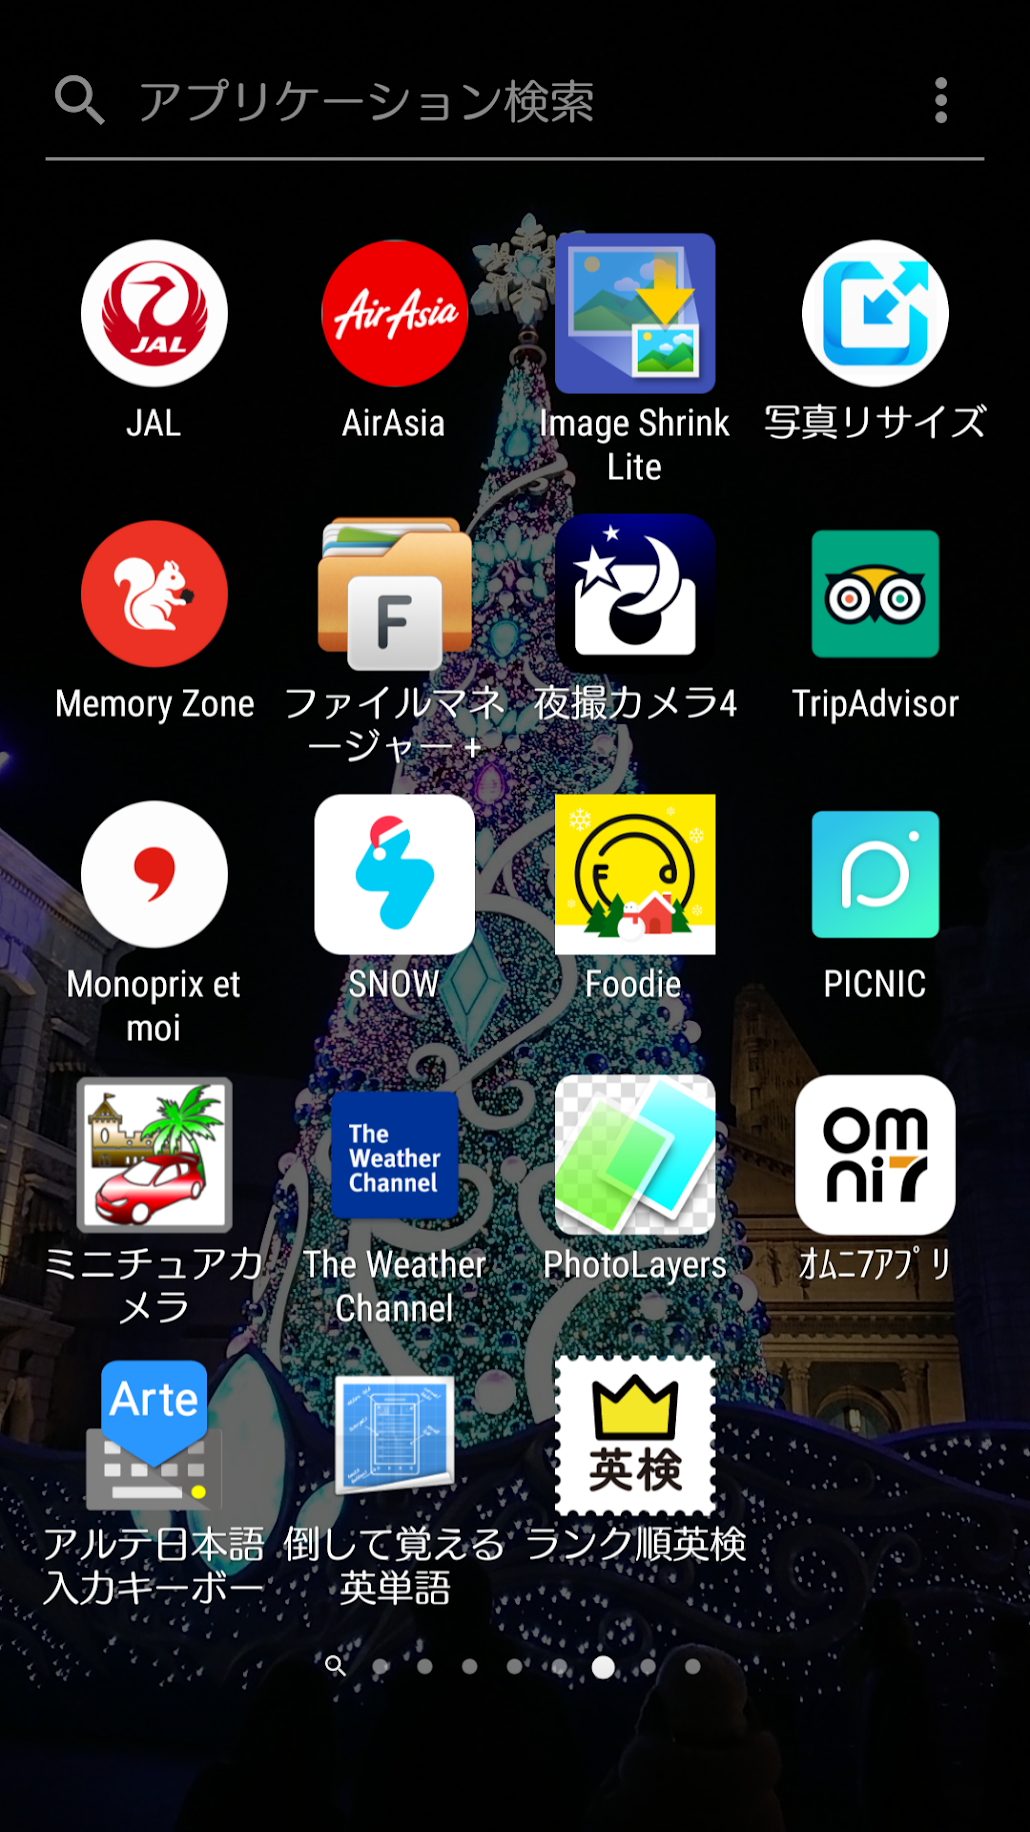 アプリケーション検索
JAL
AirAsia
JAL
AirAsia
Image Shrink
Lite
写真リサイズ
F
Memory Zone
ファイルマネ
ージャー +
夜撮カメラ4
TripAdvisor
F
Monoprix et
moi
SNOW
Foodie
PICNIC
The
Weather
Channel
om
ni7
ミニチュアカ
メラ
The Weather
Channel
PhotoLayers
ｵﾑﾆ7ｱﾌﾟﾘ
Arte
英検
アルテ日本語
入力キーボー
倒して覚える
英単語
ランク順英検